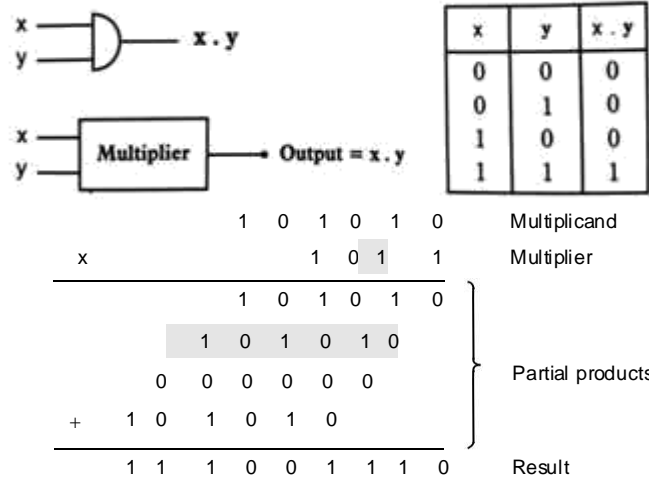 x
y
x . y
x y x . y
0 0 0
0 1 0
1 0 0
1 1 1
x
y
Multiplier
Output = x . y
1 0 1 0 1 0 Multiplicand
x 1 0 1 1 Multiplier
1 0 1 0 1 0
1 0 1 0 1 0
0 0 0 0 0 0
+ 1 0 1 0 1 0
Partial products
1 1 1 0 0 1 1 1 0 Result